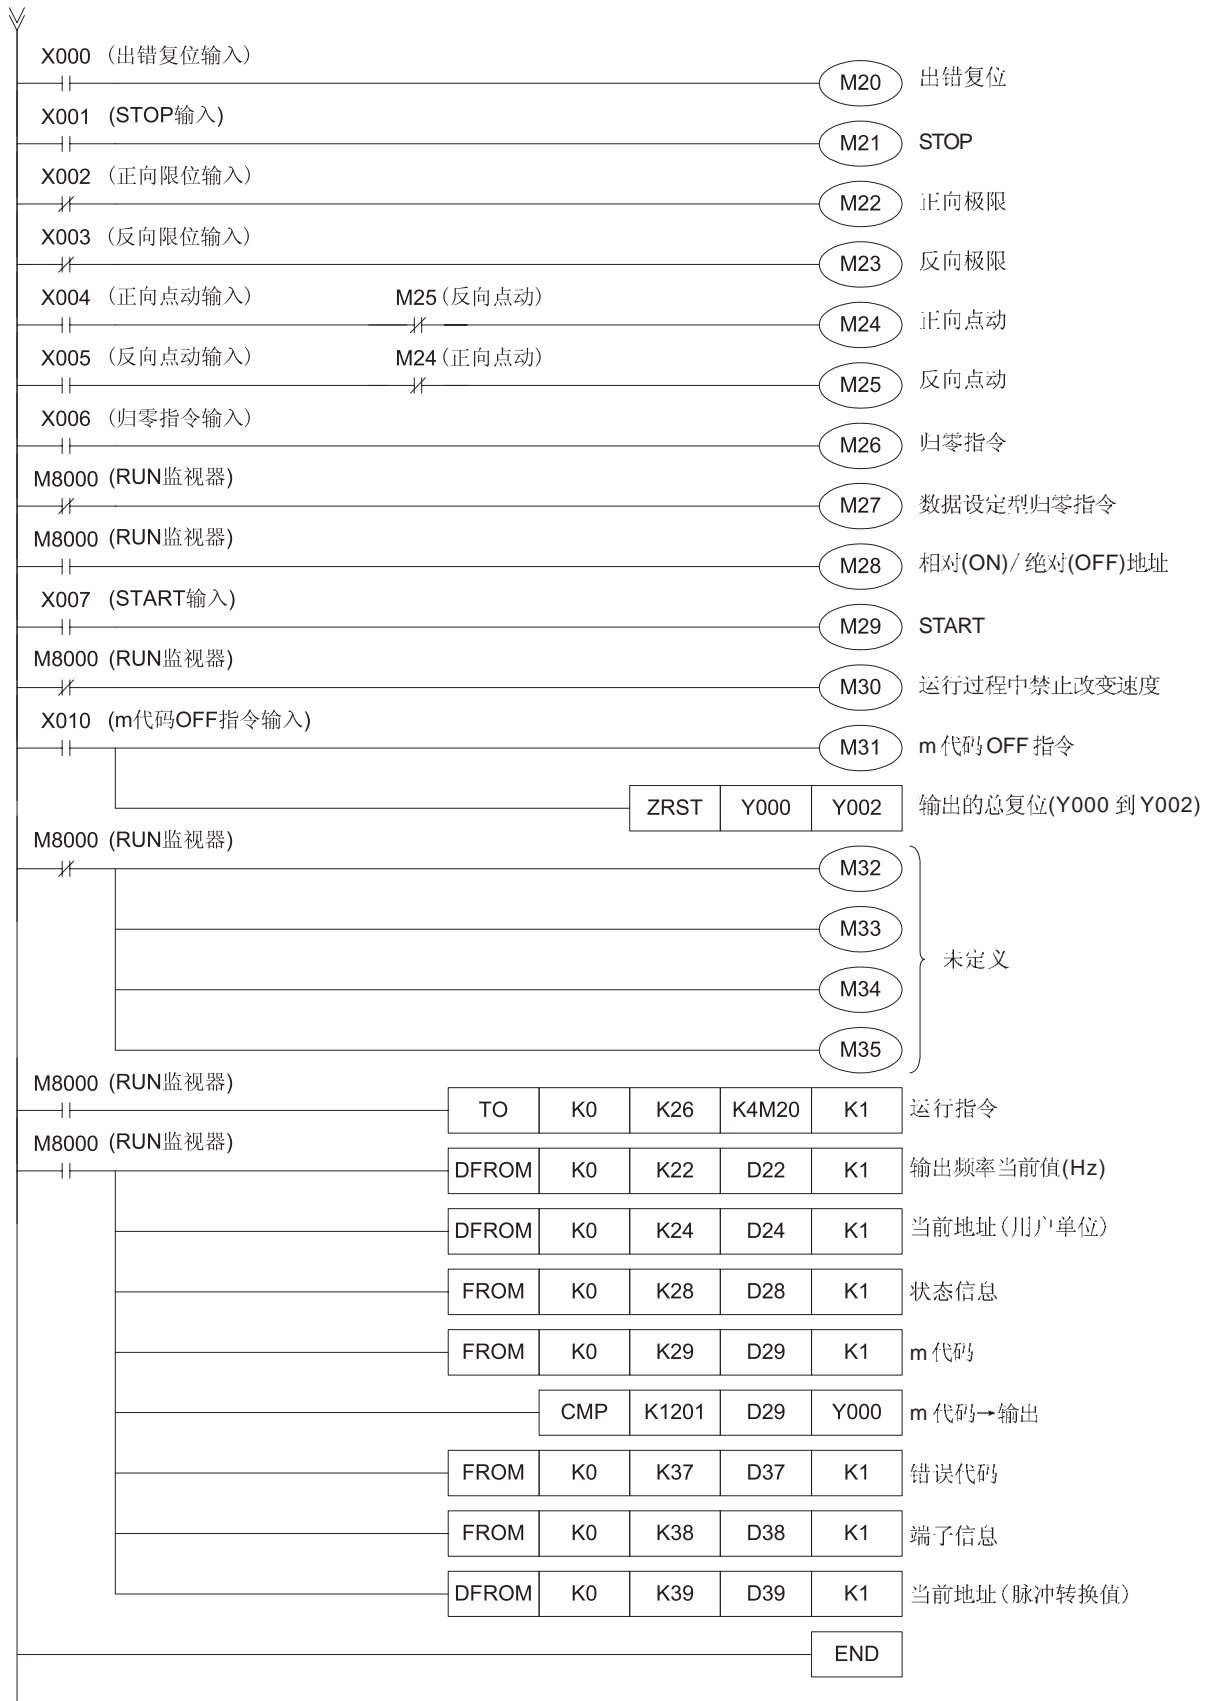 X000 (出错复位输入)
M20 出错复位
X001 (STOP输入)
M21 STOP
X002 (正向限位输入)
M22 正向极限
X003 (反向限位输入)
M23 反向极限
X004 (正向点动输入) M25(反向点动)
M24 正向点动
X005 (反向点动输入) M24(正向点动)
M25 反向点动
X006 (归零指令输入)
M26 归零指令
M8000 (RUN监视器)
M27 数据设定型归零指令
M8000 (RUN监视器)
M28 相对(ON)/绝对(OFF)地址
X007 (START输入)
M29 START
M8000 (RUN监视器)
M30 运行过程中禁止改变速度
X010 (m代码OFF指令输入)
M31 m代码OFF指令
ZRST Y000 Y002 输出的总复位(Y000 到 Y002)
M8000 (RUN监视器)
M32
M33
未定义
M34
M35
M8000 (RUN监视器)
TO K0 K26 K4M20 K1 运行指令
M8000 (RUN监视器)
DFROM K0 K22 D22 K1 输出频率当前值(Hz)
DFROM K0 K24 D24 K1 当前地址(用户单位)
FROM K0 K28 D28 K1 状态信息
FROM K0 K29 D29 K1 m代码
CMP K1201 D29 Y000 m代码→输出
FROM K0 K37 D37 K1 错误代码
FROM K0 K38 D38 K1 端子信息
DFROM K0 K39 D39 K1 当前地址(脉冲转换值)
END